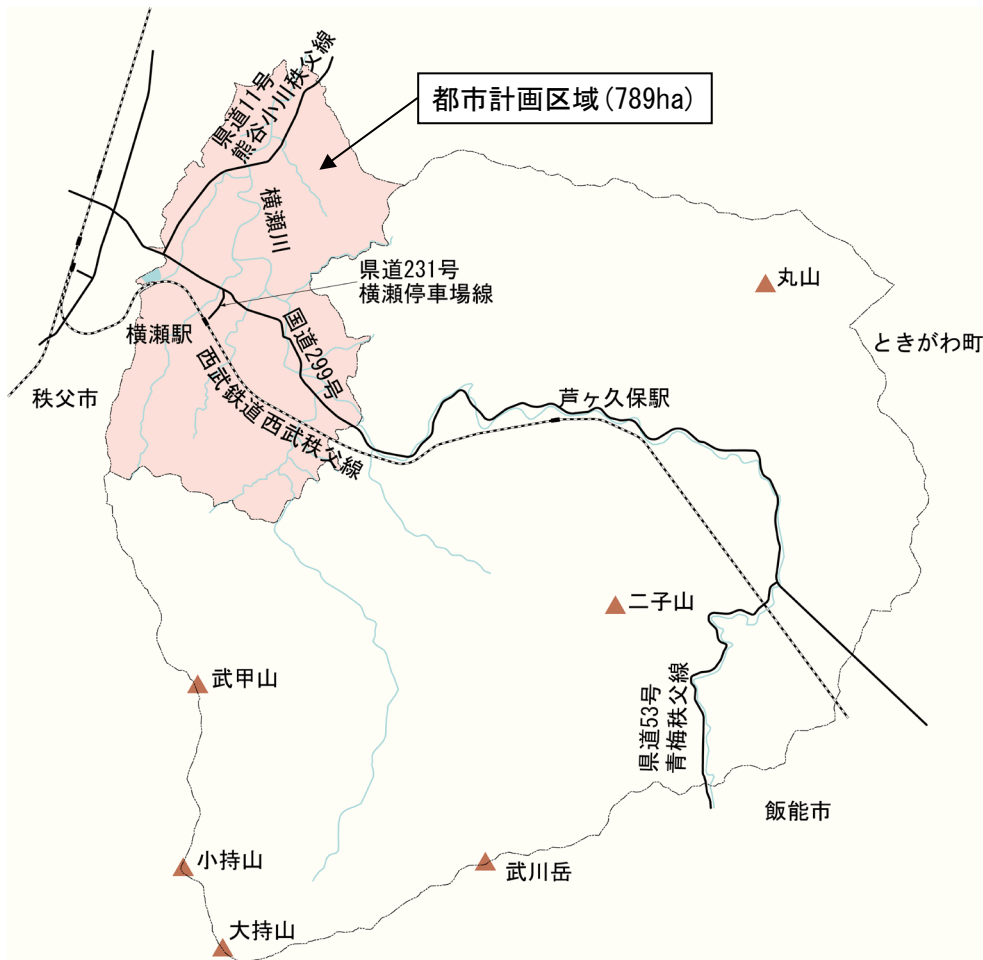 県道11号
熊谷小川秩父線
都市計画区域(789ha)
横瀬川
県道231号
横瀬停車場線
丸山
横瀬駅
国道299号
ときがわ町
秩父市
西武鉄道西武秩父線
芦ヶ久保駅
二子山
武甲山
県道53号
青梅秩父線
飯能市
小持山
武川岳
大持山